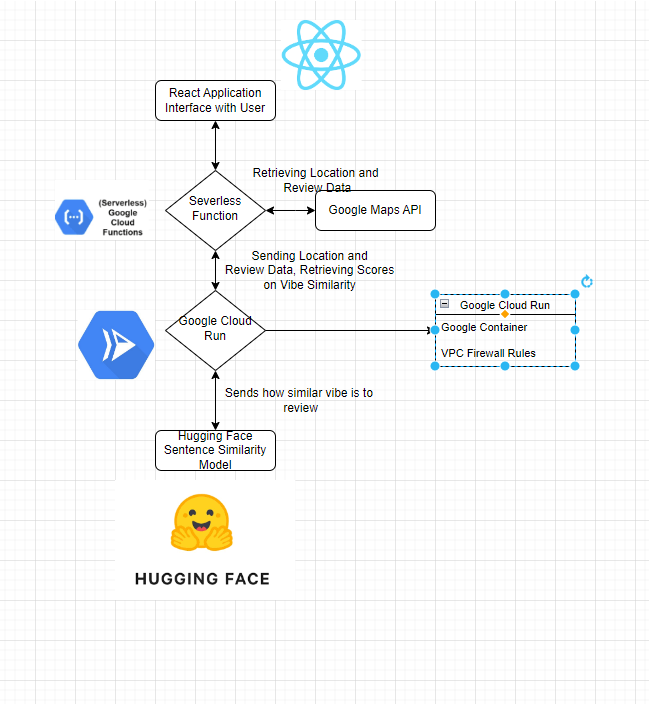 React Application
Interface with User
Retrieving Location and
Review Data
(Serverless)
Google
Cloud
Functions
Severless
Function
Google Maps API
Sending Location and
Review Data, Retrieving Scores
on Vibe Similarity
Google Cloud
Run
Google Cloud Run
Google Container
VPC Firewall Rules
Sends how similar vibe is to
review
Hugging Face
Sentence Similarity
Model
HUGGING FACE